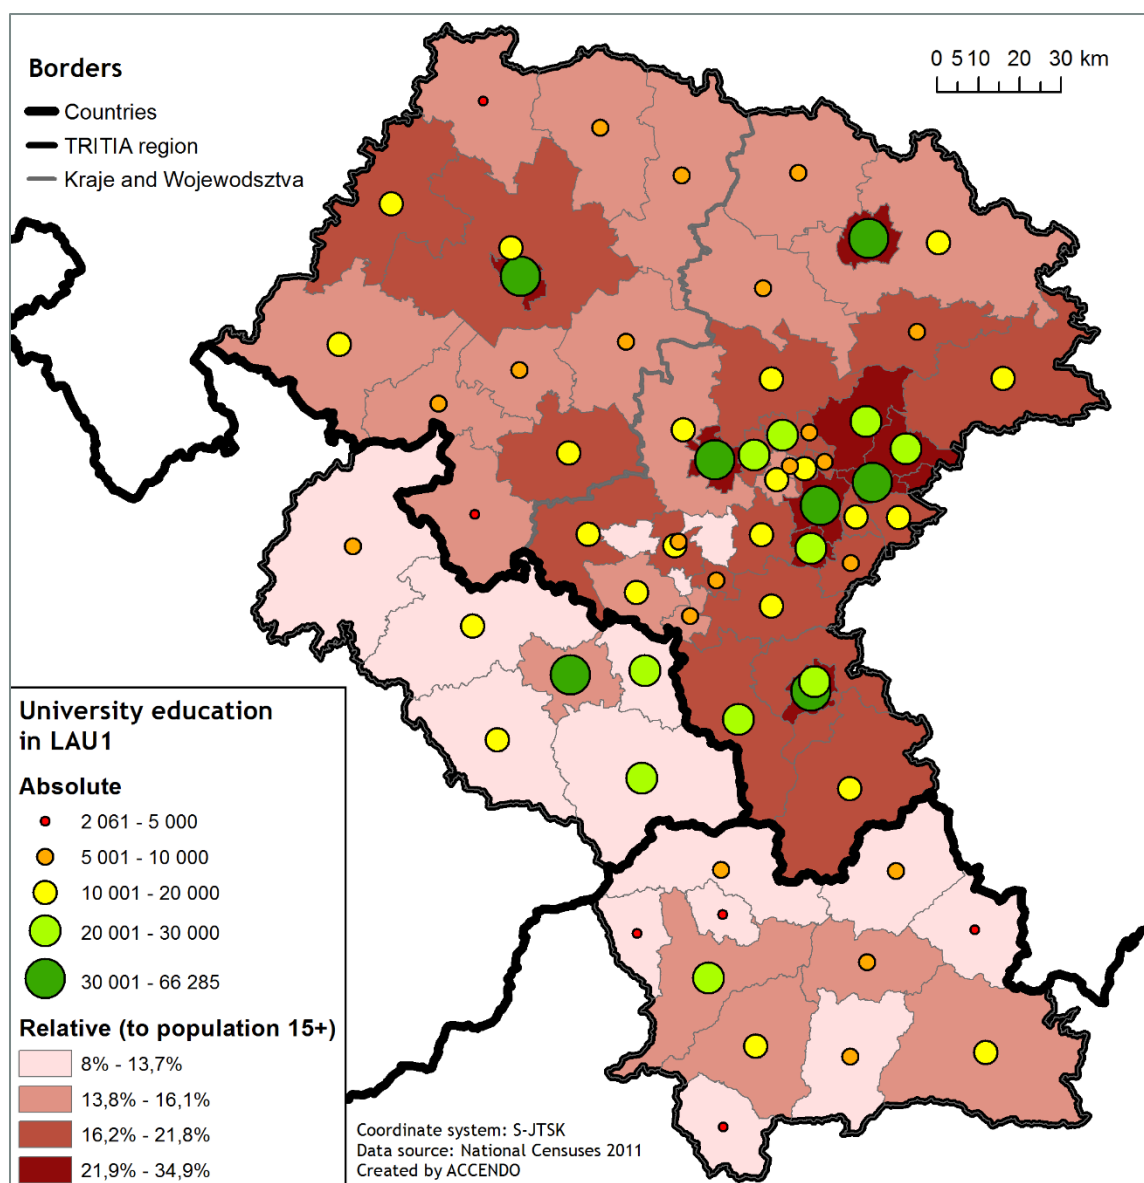 Borders
Countries
TRITIA region
Kraje and Wojewodsztva
0 5 10 20 30 km
University education
in LAU1
Absolute
2 061 - 5 000
5 001 - 10 000
10 001 - 20 000
20 001 - 30 000
30 001 - 66 285
Relative (to population 15+)
8% - 13,7%
13,8% - 16,1%
16,2% - 21,8%
21,9% - 34,9%
Coordinate system: S-JTSK
Data source: National Censuses 2011
Created by ACCENDO